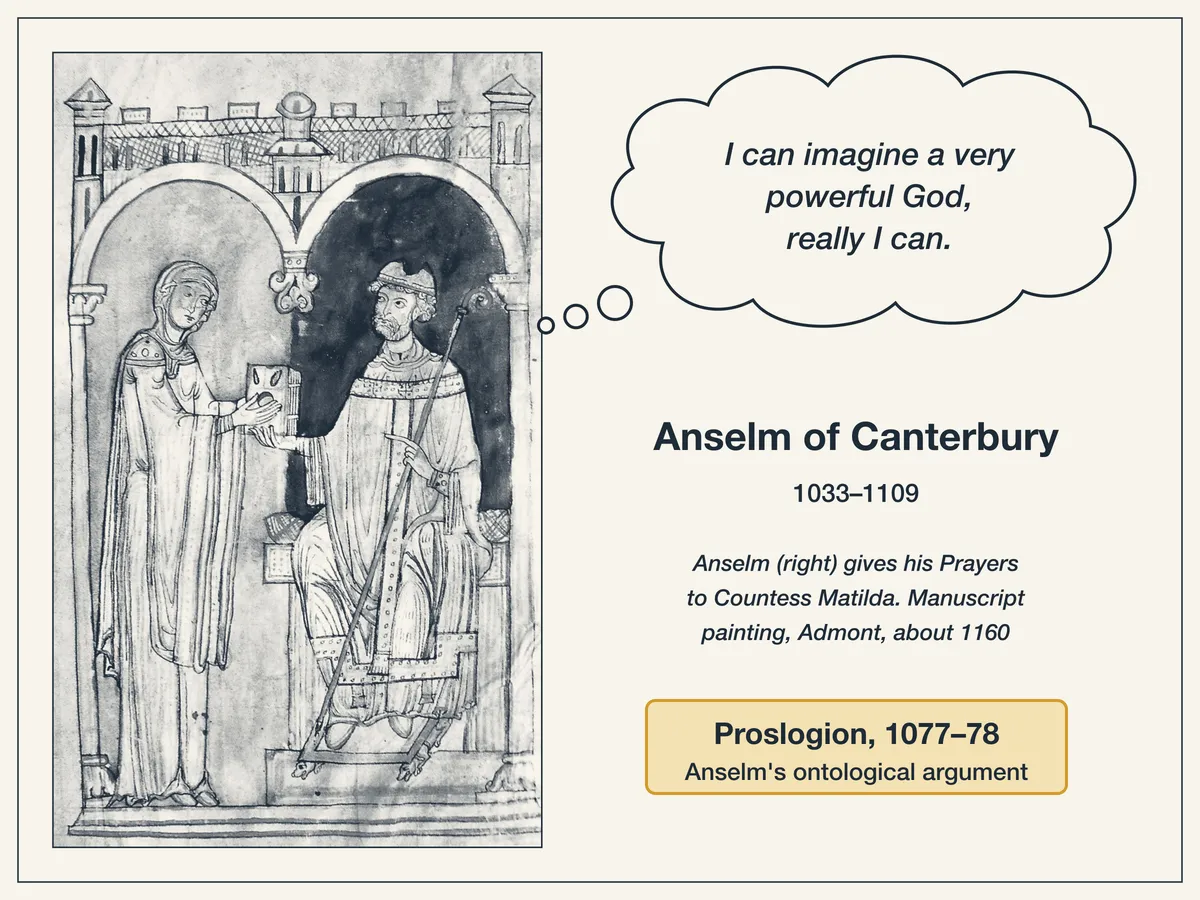 I can imagine a very
powerful God,
really I can.
Anselm of Canterbury
1033–1109
Anselm (right) gives his Prayers
to Countess Matilda. Manuscript
painting, Admont, about 1160
Proslogion, 1077–78
Anselm's ontological argument